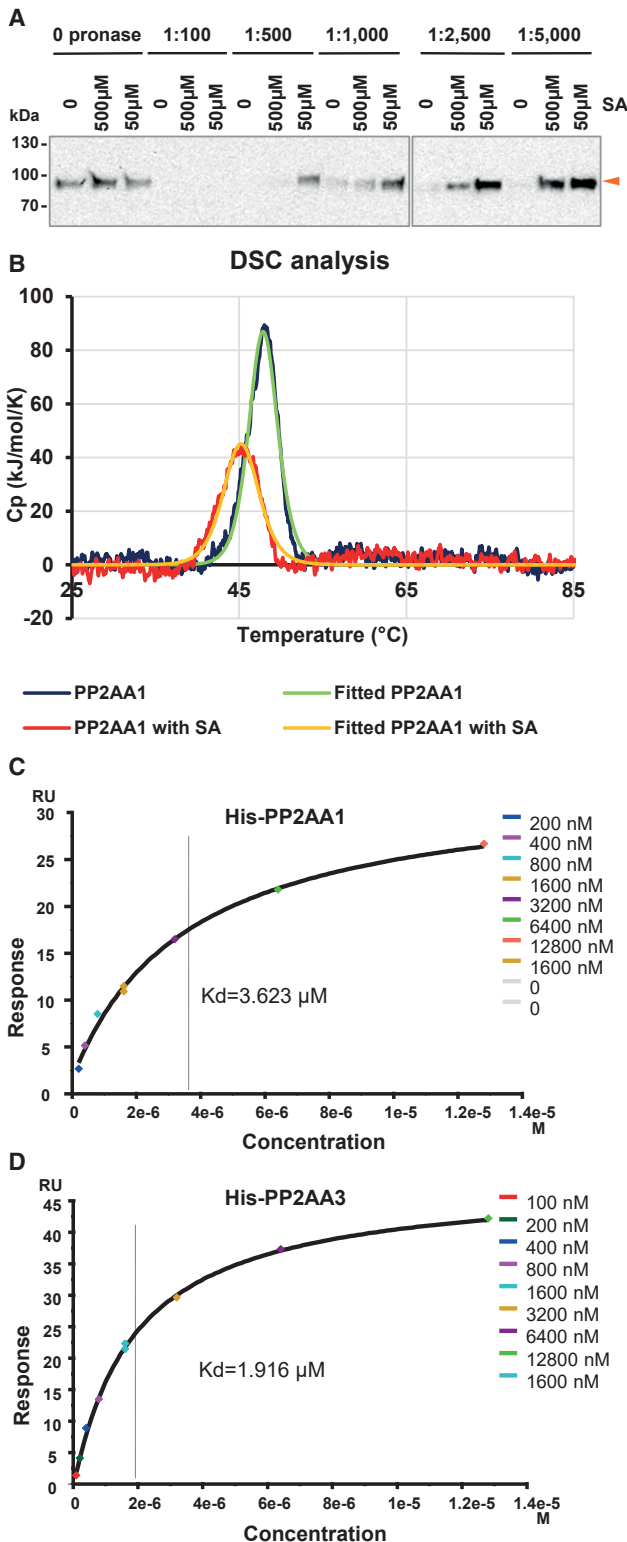 A
0 pronase 1:100 1:500 1:1,000 1:2,500 1:5,000
0 500µM 50µM 0 500µM 50µM 0 500µM 50µM 0 500µM 50µM 0 500µM 50µM 0 500µM 50µM SA
kDa
130-
100-
70-
B
DSC analysis
100
80
60
40
20
0
-20
Cp (kJ/mol/K)
25 45 65 85
Temperature (°C)
PP2AA1 Fitted PP2AA1
PP2AA1 with SA Fitted PP2AA1 with SA
C
RU
His-PP2AA1
30
25
20
15
10
5
0
Response
Kd=3.623 µM
200 nM
400 nM
800 nM
1600 nM
3200 nM
6400 nM
12800 nM
1600 nM
0
0
0 2e-6 4e-6 6e-6 8e-6 1e-5 1.2e-5 1.4e-5
M
Concentration
D
RU
His-PP2AA3
45
40
35
30
25
20
15
10
5
0
Response
Kd=1.916 µM
100 nM
200 nM
400 nM
800 nM
1600 nM
3200 nM
6400 nM
12800 nM
1600 nM
0 2e-6 4e-6 6e-6 8e-6 1e-5 1.2e-5 1.4e-5
M
Concentration